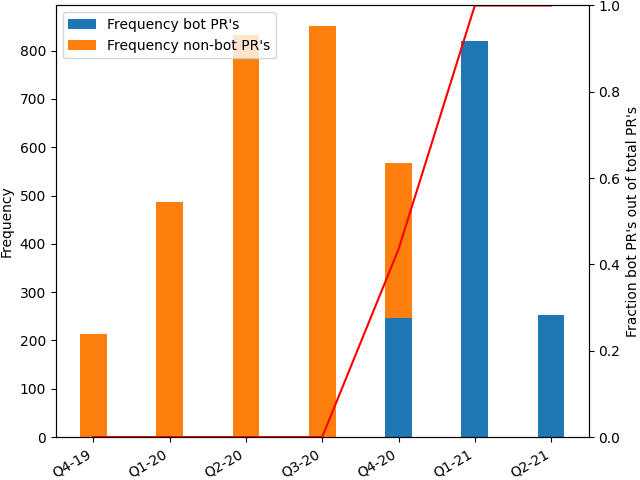 Frequency bot PR's
Frequency non-bot PR's
Frequency
800
700
600
500
400
300
200
100
0
1.0
0.8
0.6
0.4
0.2
0.0
Fraction bot PR's out of total PR's
Q4-19
Q1-20
Q2-20
Q3-20
Q4-20
Q1-21
Q2-21